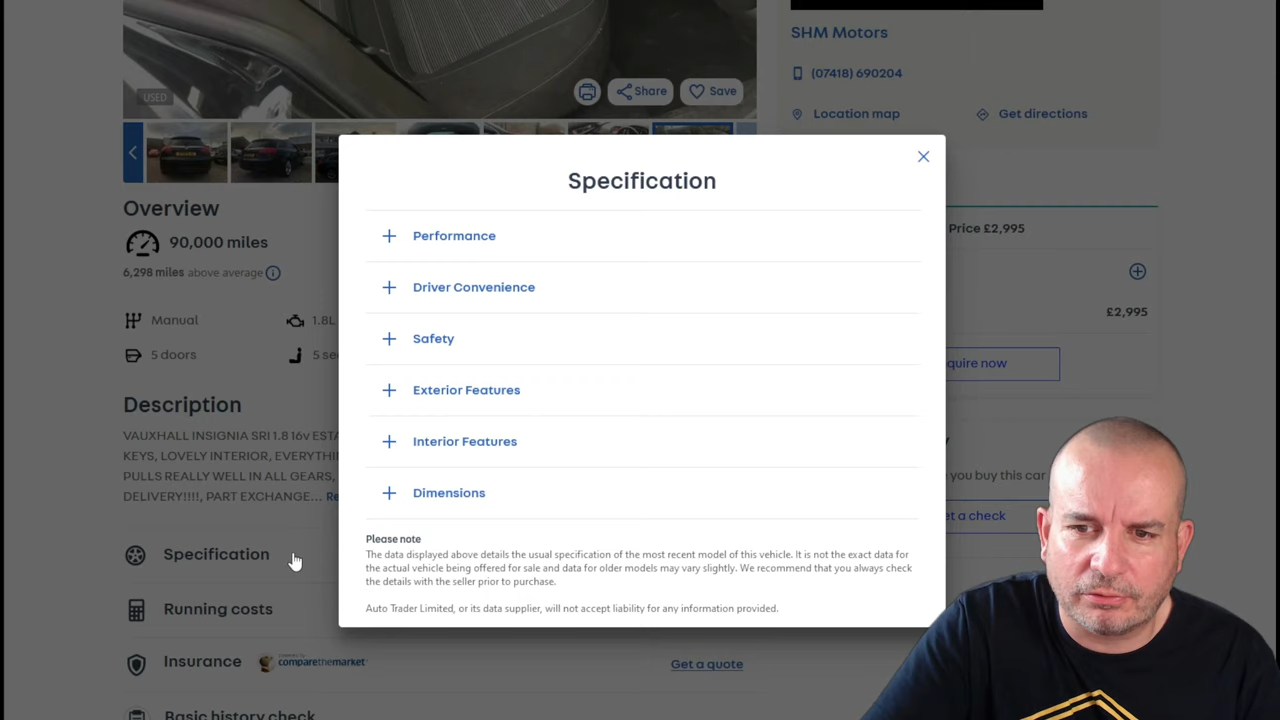 SHM Motors
(07418) 690204
USED
Share
Save
Location map
Get directions
Specification
Overview
90,000 miles
Price £2,995
Performance
6,298 miles above average
Driver Convenience
£2,995
Manual
1.8L
Safety
5 doors
quire now
Exterior Features
Description
VAUXHALL INSIGNIA SRI 1.8 16v
Interior Features
KEYS, LOVELY INTERIOR,
PULLS REALLY WELL IN ALL GEARS,
you buy this car
DELIVERY!!!!, PART EXCHANGE...
Dimensions
et a check
Please note
The data displayed above details the usual specification of the most recent model of this vehicle. It is not the exact data for
the actual vehicle being offered for sale and data for older models may vary slightly. We recommend that you always check
the details with the seller prior to purchase.
Specification
Auto Trader Limited, or its data supplier, will not accept liability for any information provided.
Running costs
Insurance
comparethemarket
Get a quote
Basic history check